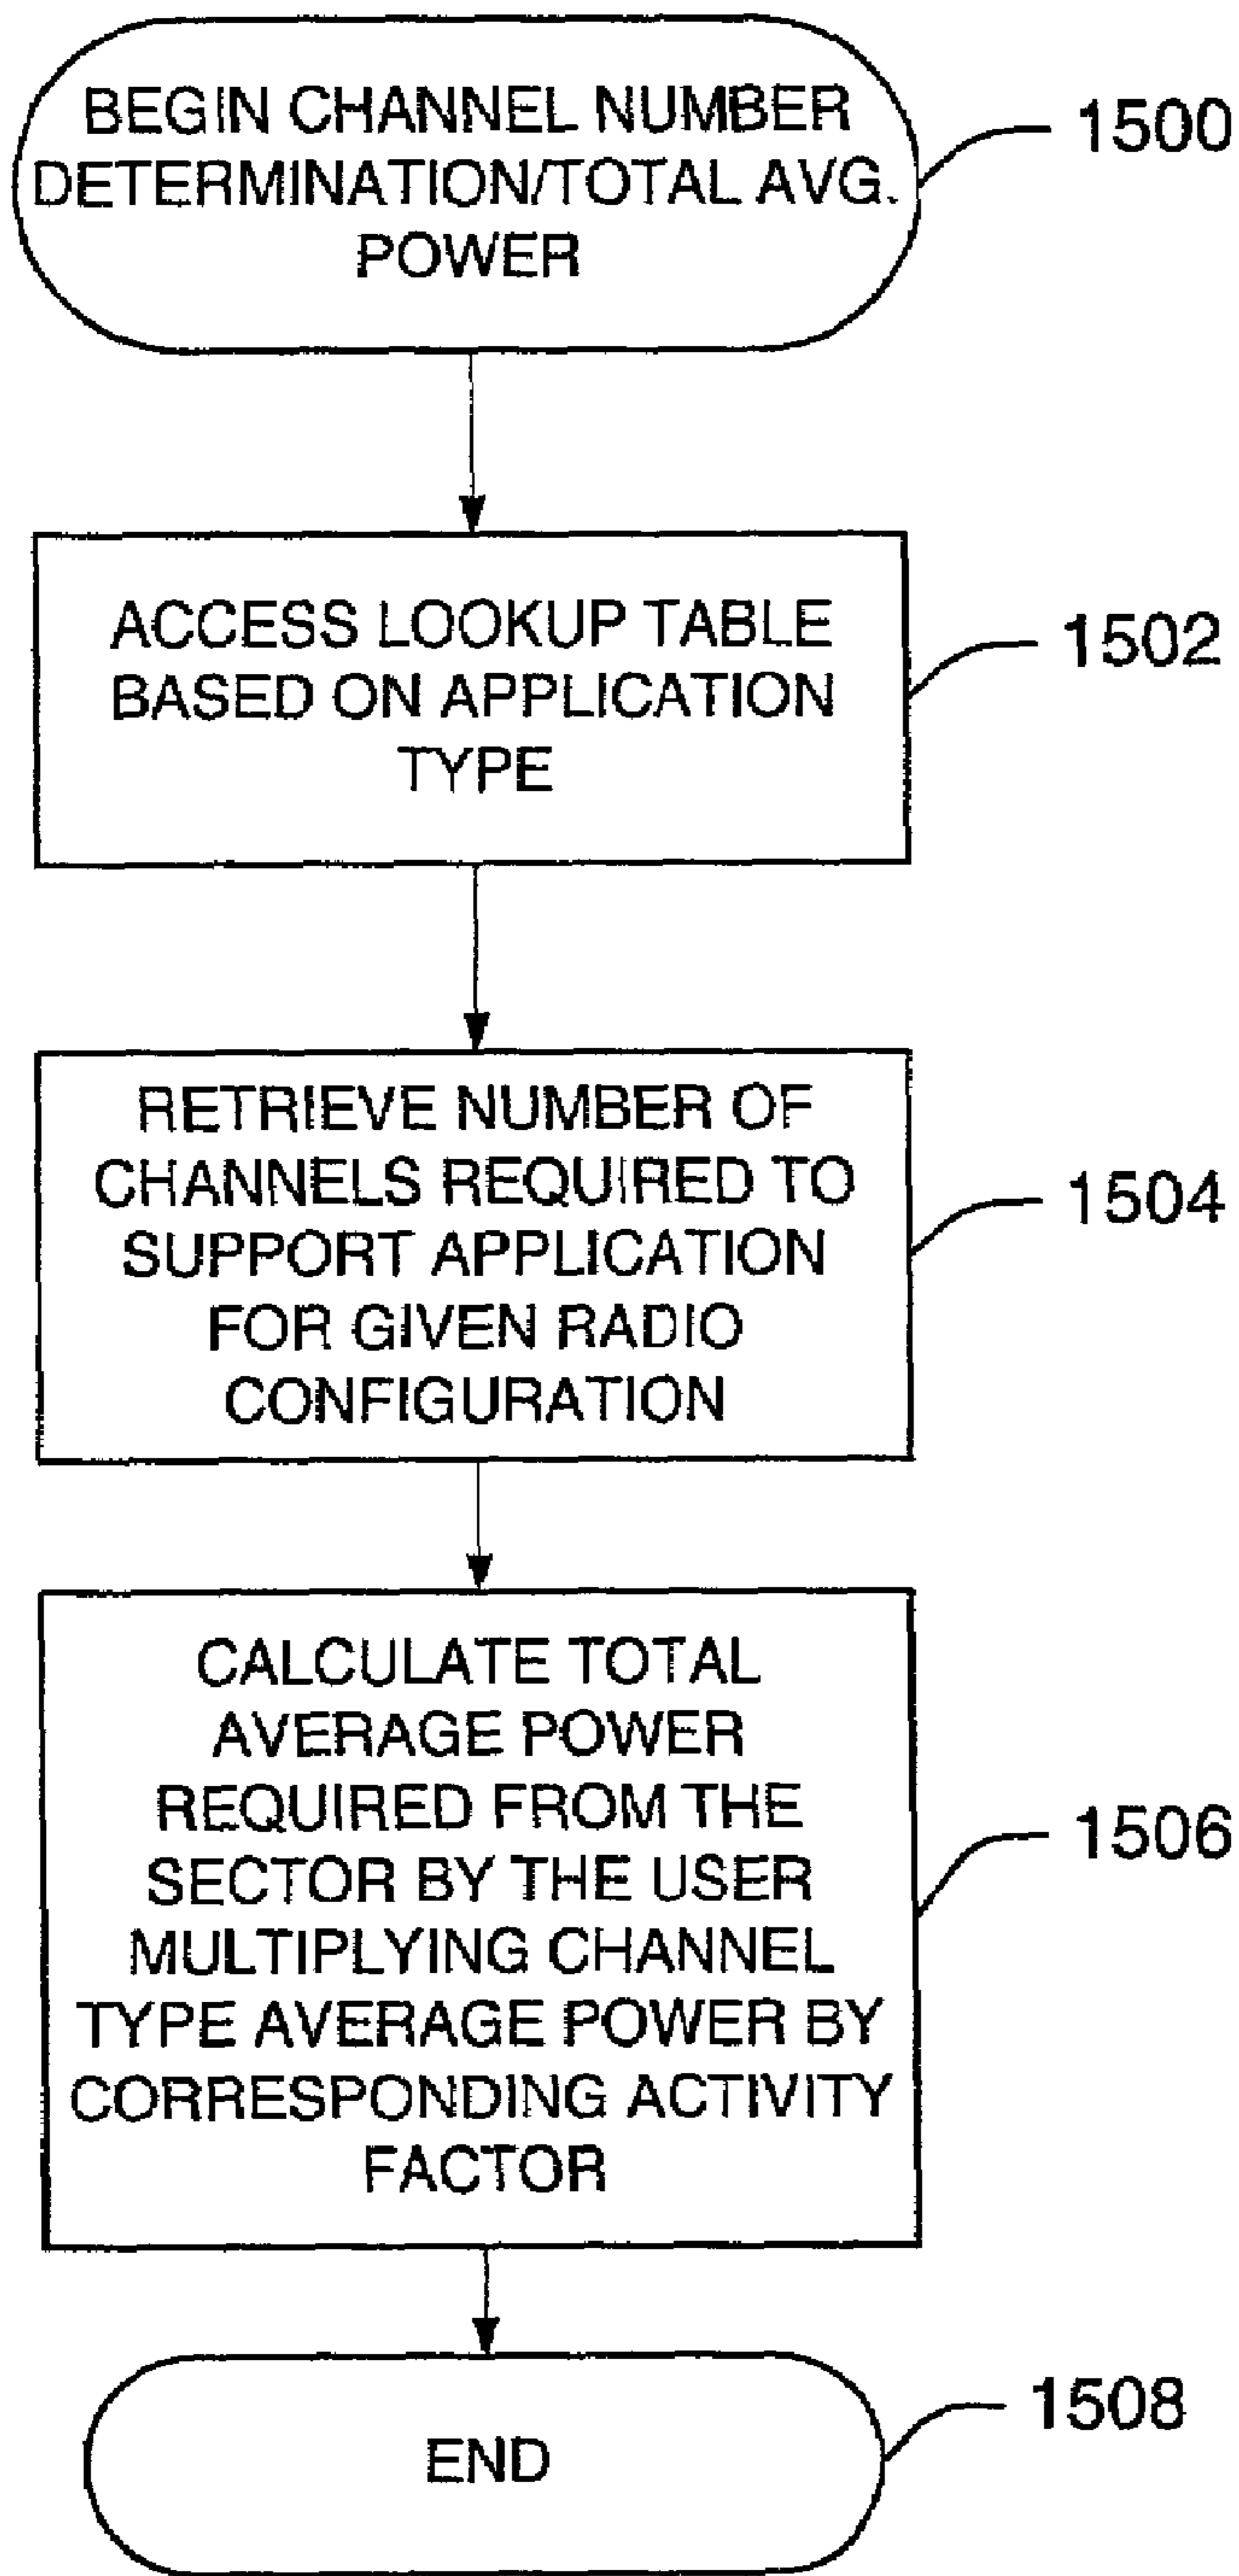 BEGIN CHANNEL NUMBER
DETERMINATION/TOTAL AVG.
POWER
1500
ACCESS LOOKUP TABLE
BASED ON APPLICATION
TYPE
1502
RETRIEVE NUMBER OF
CHANNELS REQUIRED TO
SUPPORT APPLICATION
FOR GIVEN RADIO
CONFIGURATION
1504
CALCULATE TOTAL
AVERAGE POWER
REQUIRED FROM THE
SECTOR BY THE USER
MULTIPLYING CHANNEL
TYPE AVERAGE POWER BY
CORRESPONDING ACTIVITY
FACTOR
1506
END
1508